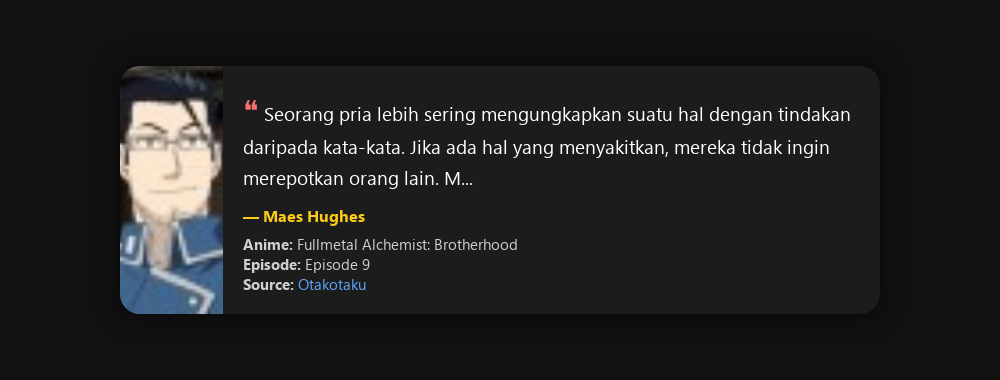 ❝ Seorang pria lebih sering mengungkapkan suatu hal dengan tindakan
daripada kata-kata. Jika ada hal yang menyakitkan, mereka tidak ingin
merepotkan orang lain. M...
— Maes Hughes
Anime: Fullmetal Alchemist: Brotherhood
Episode: Episode 9
Source: Otakotaku